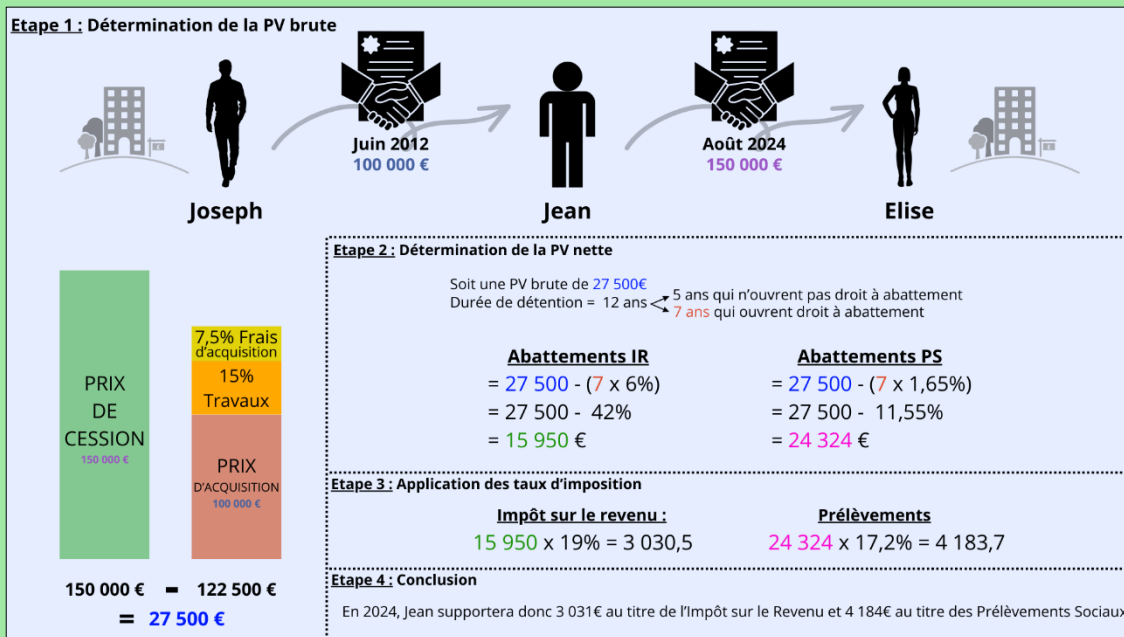 Etape 1 : Détermination de la PV brute
Juin 2012
100 000 €
Août 2024
150 000 €
Joseph
Jean
Elise
PRIX
DE
CESSION
150 000 €
7,5% Frais
d'acquisition
15%
Travaux
PRIX
D'ACQUISITION
100 000 €
150 000 € - 122 500 €
= 27 500 €
Etape 2 : Détermination de la PV nette
Soit une PV brute de 27 500€
Durée de détention = 12 ans
5 ans qui n'ouvrent pas droit à abattement
7 ans qui ouvrent droit à abattement
Abattements IR
= 27 500 - (7 x 6%)
= 27 500 - 42%
= 15 950 €
Abattements PS
= 27 500 - (7 x 1,65%)
= 27 500 - 11,55%
= 24 324 €
Etape 3 : Application des taux d'imposition
Impôt sur le revenu :
15 950 x 19% = 3 030,5
Prélèvements
24 324 x 17,2% = 4 183,7
Etape 4 : Conclusion
En 2024, Jean supportera donc 3 031€ au titre de l'Impôt sur le Revenu et 4 184€ au titre des Prélèvements Sociaux